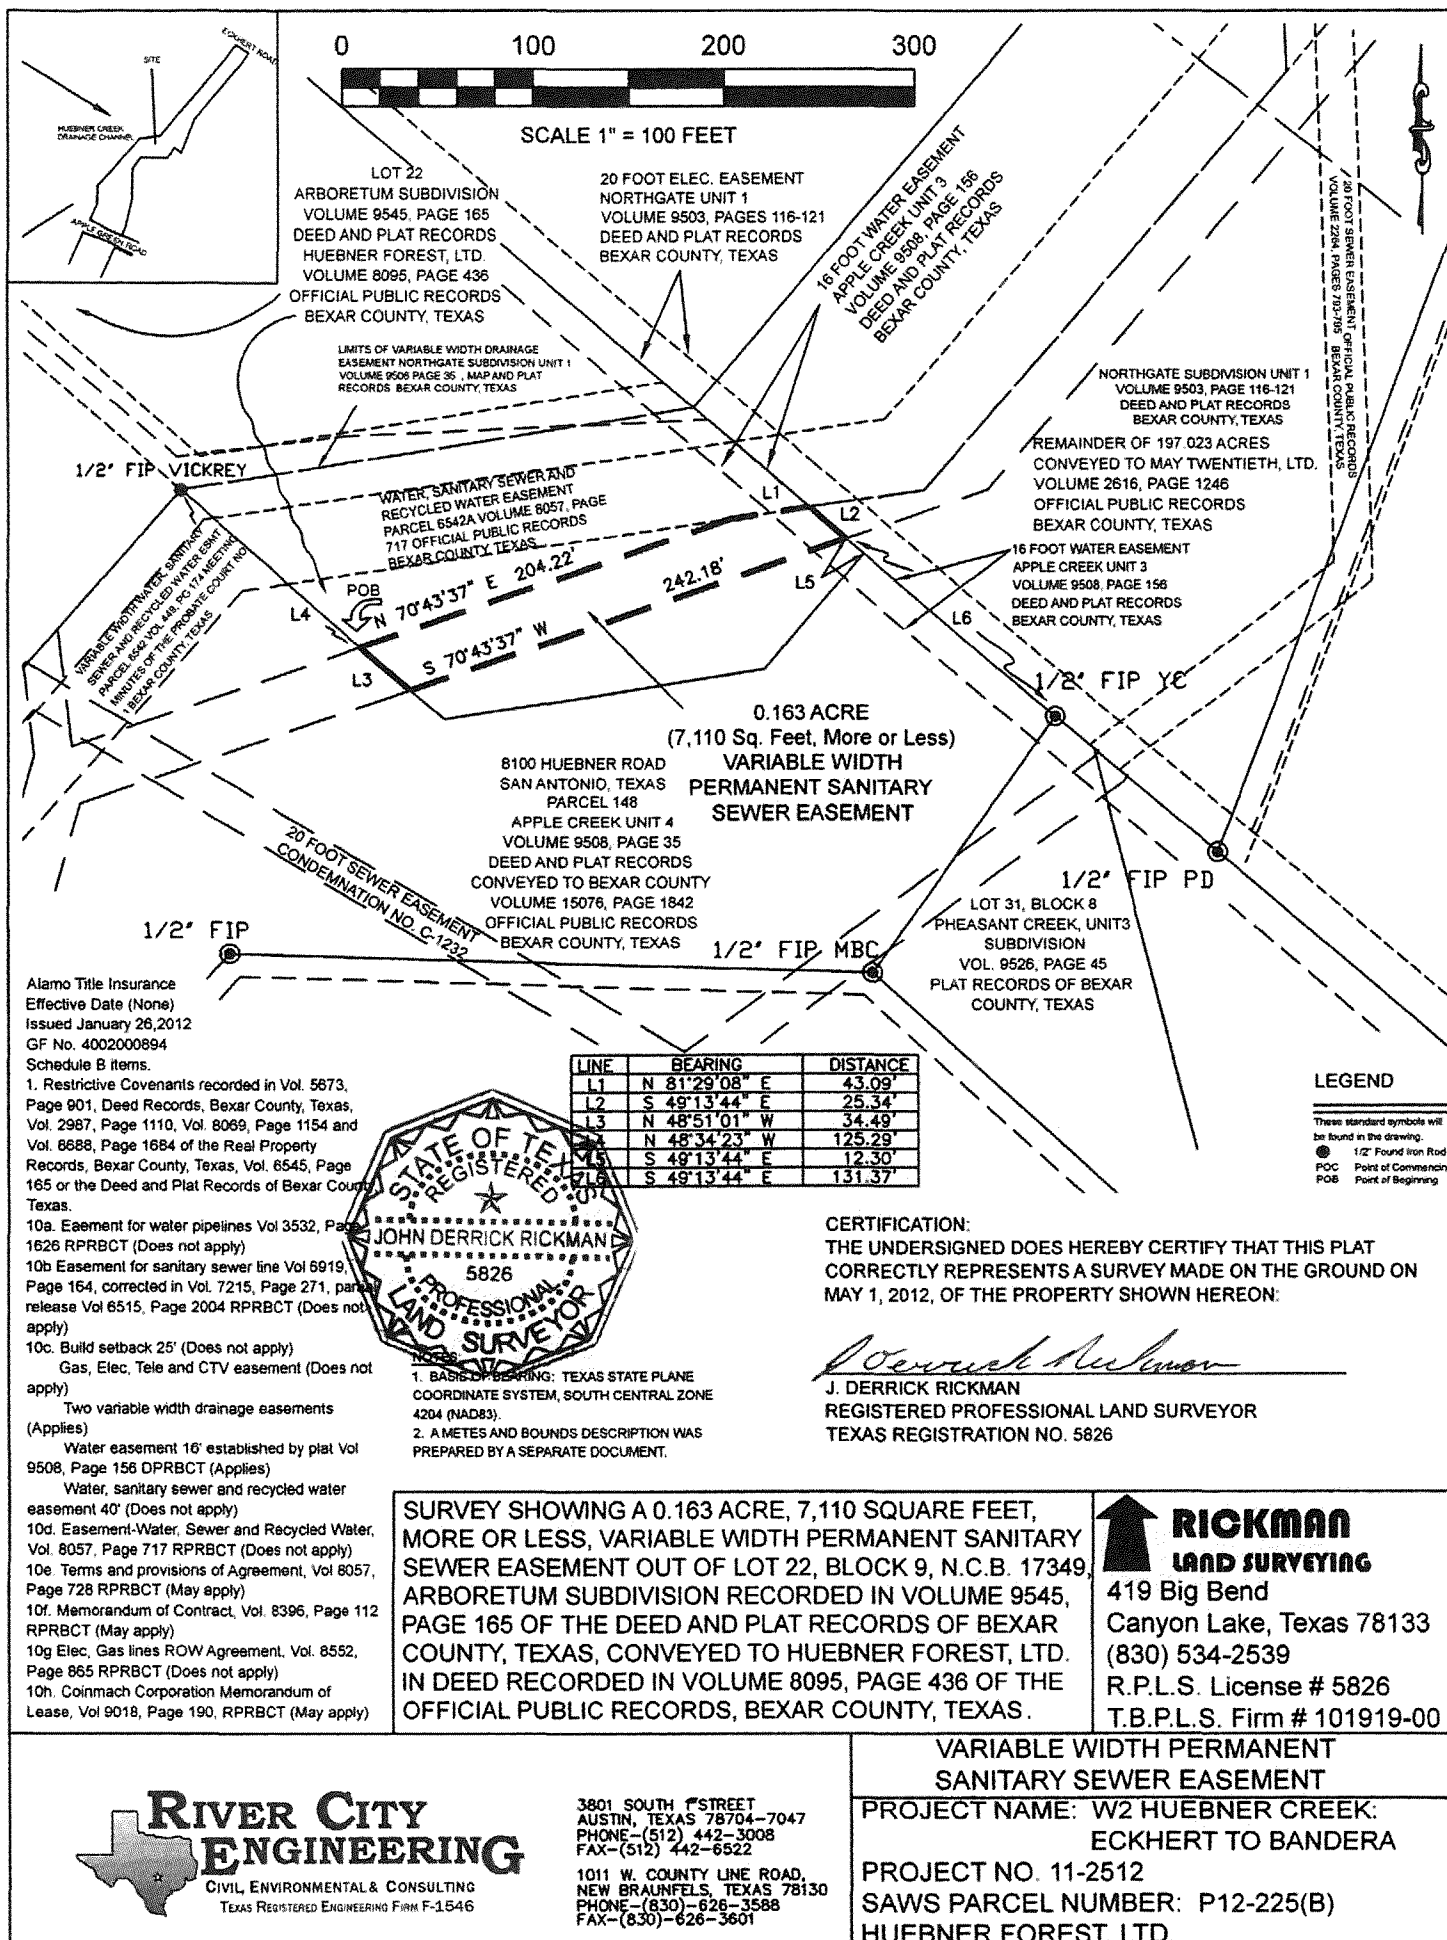 ECKHERT ROAD
SITE
HUEBNER CREEK
DRAINAGE CHANNEL
APPLE GREEN ROAD
0 100 200 300
SCALE 1" = 100 FEET
LOT 22
ARBORETUM SUBDIVISION
VOLUME 9545, PAGE 165
DEED AND PLAT RECORDS
HUEBNER FOREST, LTD.
VOLUME 8095, PAGE 436
OFFICIAL PUBLIC RECORDS
BEXAR COUNTY, TEXAS
20 FOOT ELEC. EASEMENT
NORTHGATE UNIT 1
VOLUME 9503, PAGES 116-121
DEED AND PLAT RECORDS
BEXAR COUNTY, TEXAS
16 FOOT WATER EASEMENT
APPLE CREEK UNIT 3
VOLUME 9508, PAGE 156
DEED AND PLAT RECORDS
BEXAR COUNTY, TEXAS
20 FOOT SEWER EASEMENT OFFICIAL PUBLIC RECORDS
VOLUME 2264, PAGES 793-795 BEXAR COUNTY, TEXAS
LIMITS OF VARIABLE WIDTH DRAINAGE
EASEMENT NORTHGATE SUBDIVISION UNIT 1
VOLUME 9506 PAGE 35 , MAP AND PLAT
RECORDS BEXAR COUNTY, TEXAS
NORTHGATE SUBDIVISION UNIT 1
VOLUME 9503, PAGE 116-121
DEED AND PLAT RECORDS
BEXAR COUNTY, TEXAS
REMAINDER OF 197.023 ACRES
CONVEYED TO MAY TWENTIETH, LTD.
VOLUME 2616, PAGE 1246
OFFICIAL PUBLIC RECORDS
BEXAR COUNTY, TEXAS
1/2" FIP VICKREY
WATER, SANITARY SEWER AND
RECYCLED WATER EASEMENT
PARCEL 6542A VOLUME 8057, PAGE
717 OFFICIAL PUBLIC RECORDS
BEXAR COUNTY TEXAS
L1
L2
16 FOOT WATER EASEMENT
APPLE CREEK UNIT 3
VOLUME 9508, PAGE 156
DEED AND PLAT RECORDS
BEXAR COUNTY, TEXAS
VARIABLE WIDTH WATER, SANITARY
SEWER AND RECYCLED WATER ESMT
PARCEL 6542 VOL 449, PG 174 MEETING
MINUTES OF THE PROBATE COURT NO.
1 BEXAR COUNTY, TEXAS
POB
N 70°43'37" E 204.22'
242.18'
S 70°43'37" W
L5
L4
L3
L6
1/2" FIP YC
0.163 ACRE
(7,110 Sq. Feet, More or Less)
VARIABLE WIDTH
PERMANENT SANITARY
SEWER EASEMENT
8100 HUEBNER ROAD
SAN ANTONIO, TEXAS
PARCEL 148
APPLE CREEK UNIT 4
VOLUME 9508, PAGE 35
DEED AND PLAT RECORDS
CONVEYED TO BEXAR COUNTY
VOLUME 15076, PAGE 1842
OFFICIAL PUBLIC RECORDS
BEXAR COUNTY, TEXAS
20 FOOT SEWER EASEMENT
CONDEMNATION NO. C-1232
1/2" FIP
1/2" FIP MBC
1/2" FIP PD
LOT 31, BLOCK 8
PHEASANT CREEK, UNIT3
SUBDIVISION
VOL. 9526, PAGE 45
PLAT RECORDS OF BEXAR
COUNTY, TEXAS
Alamo Title Insurance
Effective Date (None)
Issued January 26,2012
GF No. 4002000894
Schedule B items.
1. Restrictive Covenants recorded in Vol. 5673,
Page 901, Deed Records, Bexar County, Texas,
Vol. 2987, Page 1110, Vol. 8069, Page 1154 and
Vol. 8688, Page 1684 of the Real Property
Records, Bexar County, Texas, Vol. 6545, Page
165 or the Deed and Plat Records of Bexar County
Texas.
10a. Easement for water pipelines Vol 3532, Page
1626 RPRBCT (Does not apply)
10b Easement for sanitary sewer line Vol 6919,
Page 164, corrected in Vol. 7215, Page 271, partial
release Vol 6515, Page 2004 RPRBCT (Does not
apply)
10c. Build setback 25' (Does not apply)
Gas, Elec, Tele and CTV easement (Does not
apply)
Two variable width drainage easements
(Applies)
Water easement 16' established by plat Vol
9508, Page 156 DPRBCT (Applies)
Water, sanitary sewer and recycled water
easement 40' (Does not apply)
10d. Easement-Water, Sewer and Recycled Water,
Vol. 8057, Page 717 RPRBCT (Does not apply)
10e. Terms and provisions of Agreement, Vol 8057,
Page 728 RPRBCT (May apply)
10f. Memorandum of Contract, Vol. 8396, Page 112
RPRBCT (May apply)
10g Elec, Gas lines ROW Agreement, Vol. 8552,
Page 865 RPRBCT (Does not apply)
10h. Coinmach Corporation Memorandum of
Lease, Vol 9018, Page 190, RPRBCT (May apply)
LINE BEARING DISTANCE
L1 N 81°29'08" E 43.09'
L2 S 49°13'44" E 25.34'
L3 N 48°51'01" W 34.49'
L4 N 48°34'23" W 125.29'
L5 S 49°13'44" E 12.30'
L6 S 49°13'44" E 131.37'
STATE OF TEXAS
REGISTERED
JOHN DERRICK RICKMAN
5826
PROFESSIONAL
LAND SURVEYOR
NOTES:
1. BASIS OF BEARING: TEXAS STATE PLANE
COORDINATE SYSTEM, SOUTH CENTRAL ZONE
4204 (NAD83).
2. A METES AND BOUNDS DESCRIPTION WAS
PREPARED BY A SEPARATE DOCUMENT.
LEGEND
These standard symbols will
be found in the drawing.
1/2" Found Iron Rod
POC Point of Commencin
POB Point of Beginning
CERTIFICATION:
THE UNDERSIGNED DOES HEREBY CERTIFY THAT THIS PLAT
CORRECTLY REPRESENTS A SURVEY MADE ON THE GROUND ON
MAY 1, 2012, OF THE PROPERTY SHOWN HEREON:
J Derrick Rickman
J. DERRICK RICKMAN
REGISTERED PROFESSIONAL LAND SURVEYOR
TEXAS REGISTRATION NO. 5826
SURVEY SHOWING A 0.163 ACRE, 7,110 SQUARE FEET,
MORE OR LESS, VARIABLE WIDTH PERMANENT SANITARY
SEWER EASEMENT OUT OF LOT 22, BLOCK 9, N.C.B. 17349,
ARBORETUM SUBDIVISION RECORDED IN VOLUME 9545,
PAGE 165 OF THE DEED AND PLAT RECORDS OF BEXAR
COUNTY, TEXAS, CONVEYED TO HUEBNER FOREST, LTD.
IN DEED RECORDED IN VOLUME 8095, PAGE 436 OF THE
OFFICIAL PUBLIC RECORDS, BEXAR COUNTY, TEXAS.
RICKMAN
LAND SURVEYING
419 Big Bend
Canyon Lake, Texas 78133
(830) 534-2539
R.P.L.S. License # 5826
T.B.P.L.S. Firm # 101919-00
RIVER CITY
ENGINEERING
CIVIL, ENVIRONMENTAL & CONSULTING
TEXAS REGISTERED ENGINEERING FIRM F-1546
3801 SOUTH 1ST STREET
AUSTIN, TEXAS 78704-7047
PHONE-(512) 442-3008
FAX-(512) 442-6522
1011 W. COUNTY LINE ROAD,
NEW BRAUNFELS, TEXAS 78130
PHONE-(830)-626-3588
FAX-(830)-626-3601
VARIABLE WIDTH PERMANENT
SANITARY SEWER EASEMENT
PROJECT NAME: W2 HUEBNER CREEK:
ECKHERT TO BANDERA
PROJECT NO. 11-2512
SAWS PARCEL NUMBER: P12-225(B)
HUEBNER FOREST, LTD